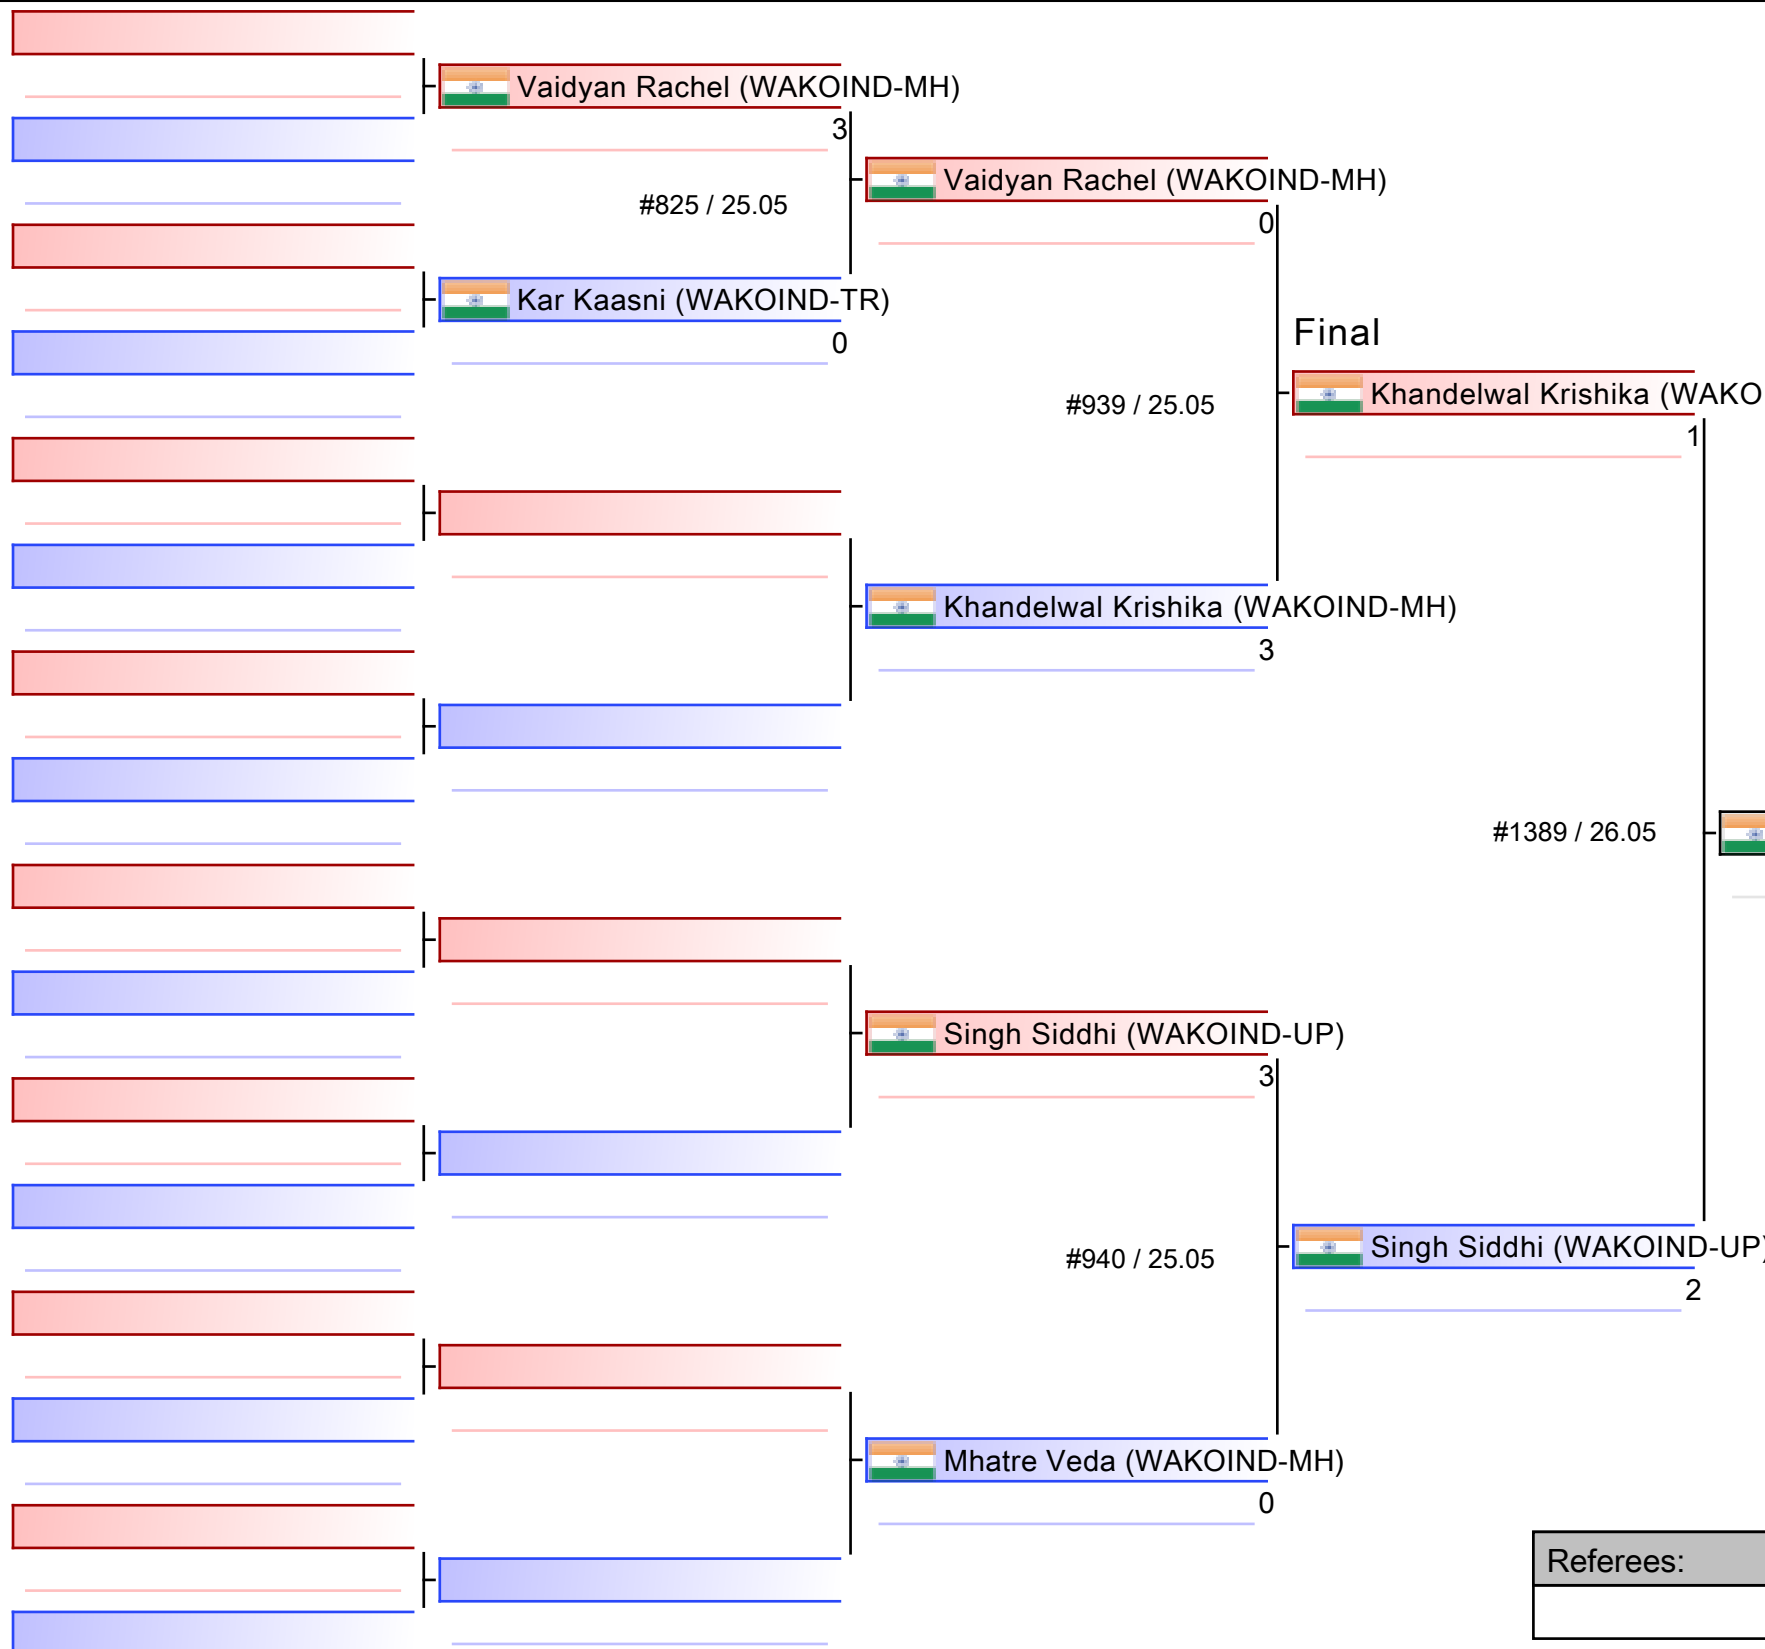 Vaidyan Rachel (WAKOIND-MH)
3
#825 / 25.05
Kar Kaasni (WAKOIND-TR)
0
Vaidyan Rachel (WAKOIND-MH)
0
#939 / 25.05
Khandelwal Krishika (WAKOIND-MH)
3
Singh Siddhi (WAKOIND-UP)
3
#940 / 25.05
Mhatre Veda (WAKOIND-MH)
0
Final
Khandelwal Krishika (WAKO
1
#1389 / 26.05
Singh Siddhi (WAKOIND-UP)
2
Referees: